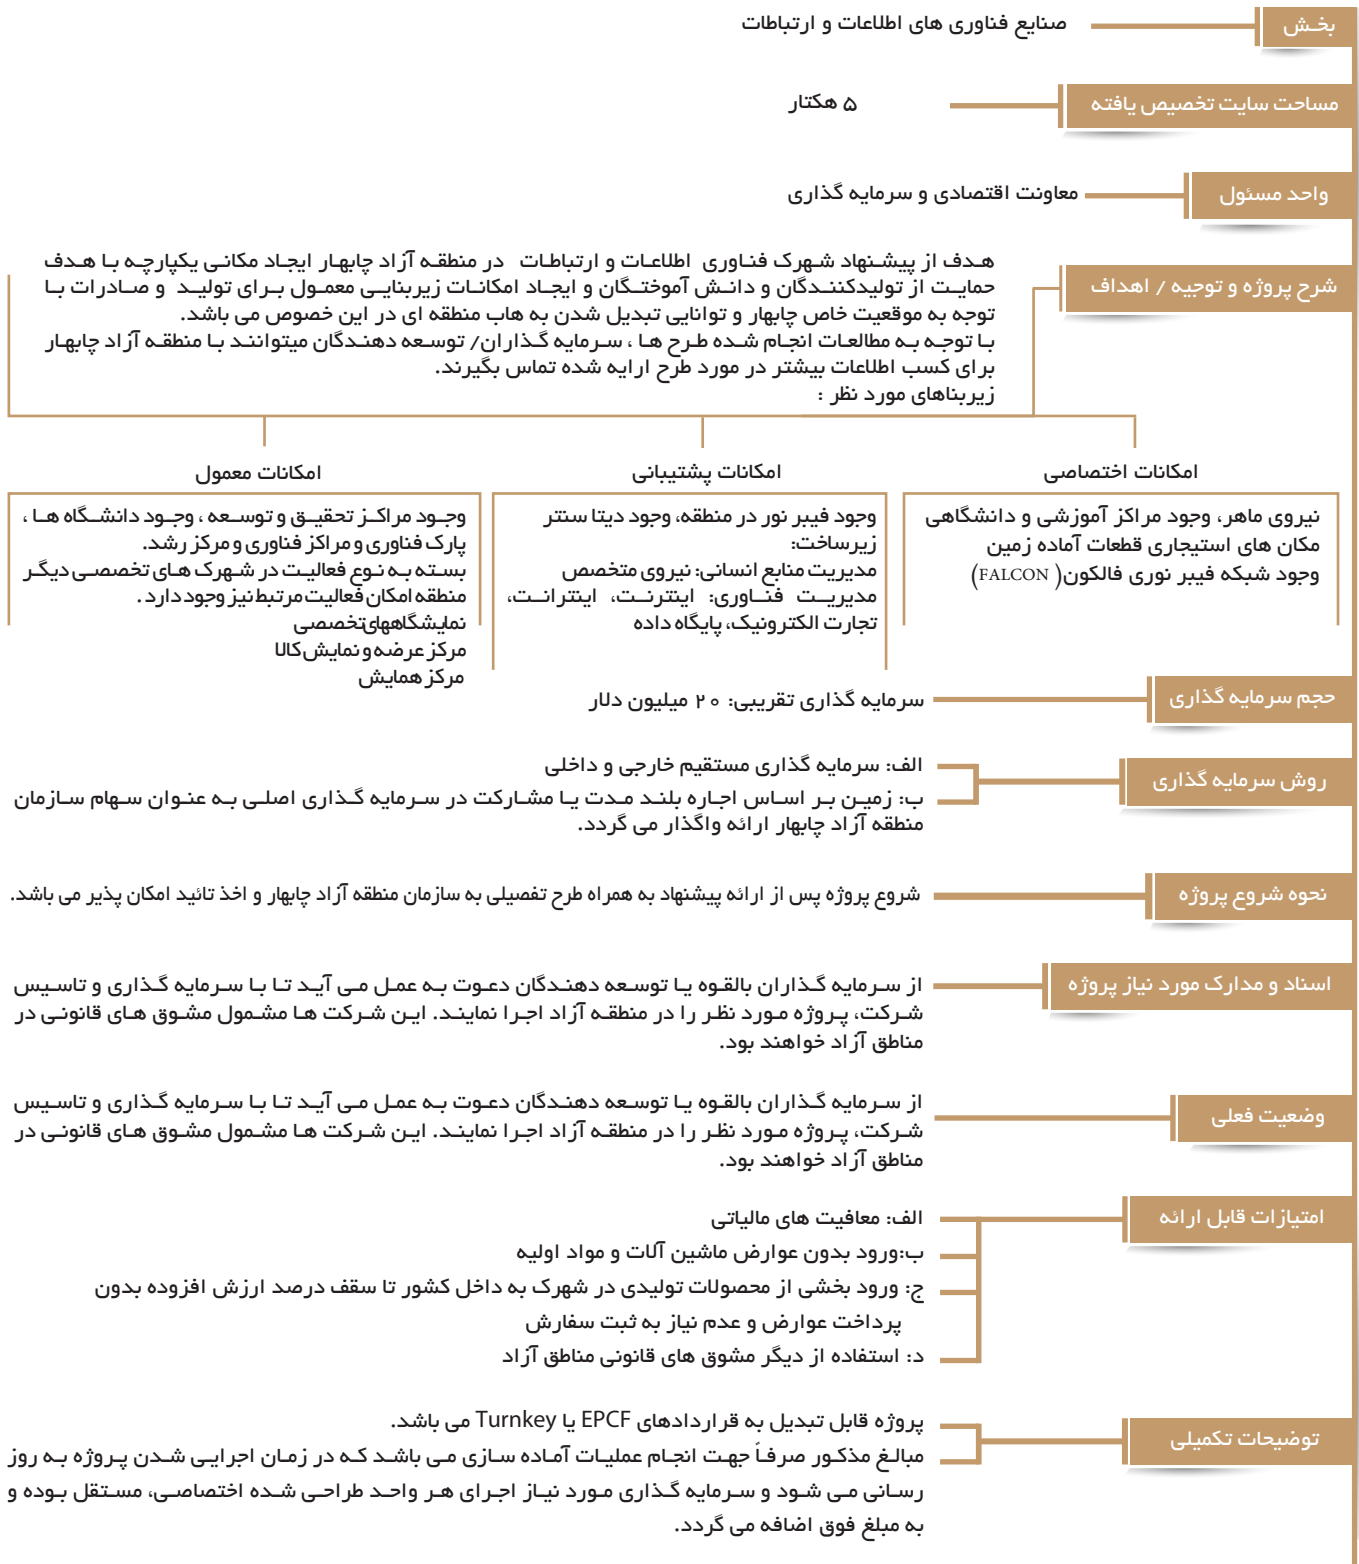 بخش
صنایع فناوری های اطلاعات و ارتباطات
مساحت سایت تخصیص یافته
۵ هکتار
واحد مسئول
معاونت اقتصادی و سرمایه گذاری
شرح پروژه و توجیه / اهداف
هدف از پیشنهاد شهرک فناوری اطلاعات و ارتباطات در منطقه آزاد چابهار ایجاد مکانی یکپارچه با هدف
حمایت از تولیدکنندگان و دانش آموختگان و ایجاد امکانات زیربنایی معمول برای تولید و صادرات با
توجه به موقعیت خاص چابهار و توانایی تبدیل شدن به هاب منطقه ای در این خصوص می باشد.
با توجه به مطالعات انجام شده طرح ها ، سرمایه گذاران/ توسعه دهندگان میتوانند با منطقه آزاد چابهار
برای کسب اطلاعات بیشتر در مورد طرح ارایه شده تماس بگیرند.
زیربناهای مورد نظر :
امکانات اختصاصی
نیروی ماهر، وجود مراکز آموزشی و دانشگاهی
مکان های استیجاری قطعات آماده زمین
وجود شبکه فیبر نوری فالکون( FALCON)
امکانات پشتیبانی
وجود فیبر نور در منطقه، وجود دیتا سنتر
زیرساخت:
مدیریت منابع انسانی: نیروی متخصص
مدیریت فناوری: اینترنت، اینترانت،
تجارت الکترونیک، پایگاه داده
امکانات معمول
وجود مراکز تحقیق و توسعه ، وجود دانشگاه ها ،
پارک فناوری و مراکز فناوری و مرکز رشد.
بسته به نوع فعالیت در شهرک های تخصصی دیگر
منطقه امکان فعالیت مرتبط نیز وجود دارد .
نمایشگاههای تخصصی
مرکز عرضه و نمایش کالا
مرکز همایش
حجم سرمایه گذاری
سرمایه گذاری تقریبی: ۲۰ میلیون دلار
روش سرمایه گذاری
الف: سرمایه گذاری مستقیم خارجی و داخلی
ب: زمین بر اساس اجاره بلند مدت یا مشارکت در سرمایه گذاری اصلی به عنوان سهام سازمان
منطقه آزاد چابهار ارائه واگذار می گردد.
نحوه شروع پروژه
شروع پروژه پس از ارائه پیشنهاد به همراه طرح تفصیلی به سازمان منطقه آزاد چابهار و اخذ تائید امکان پذیر می باشد.
اسناد و مدارک مورد نیاز پروژه
از سرمایه گذاران بالقوه یا توسعه دهندگان دعوت به عمل می آید تا با سرمایه گذاری و تاسیس
شرکت، پروژه مورد نظر را در منطقه آزاد اجرا نمایند. این شرکت ها مشمول مشوق های قانونی در
مناطق آزاد خواهند بود.
وضعیت فعلی
از سرمایه گذاران بالقوه یا توسعه دهندگان دعوت به عمل می آید تا با سرمایه گذاری و تاسیس
شرکت، پروژه مورد نظر را در منطقه آزاد اجرا نمایند. این شرکت ها مشمول مشوق های قانونی در
مناطق آزاد خواهند بود.
امتیازات قابل ارائه
الف: معافیت های مالیاتی
ب:ورود بدون عوارض ماشین آلات و مواد اولیه
ج: ورود بخشی از محصولات تولیدی در شهرک به داخل کشور تا سقف درصد ارزش افزوده بدون
پرداخت عوارض و عدم نیاز به ثبت سفارش
د: استفاده از دیگر مشوق های قانونی مناطق آزاد
توضیحات تکمیلی
پروژه قابل تبدیل به قراردادهای EPCF یا Turnkey می باشد.
مبالغ مذکور صرفاً جهت انجام عملیات آماده سازی می باشد که در زمان اجرایی شدن پروژه به روز
رسانی می شود و سرمایه گذاری مورد نیاز اجرای هر واحد طراحی شده اختصاصی، مستقل بوده و
به مبلغ فوق اضافه می گردد.